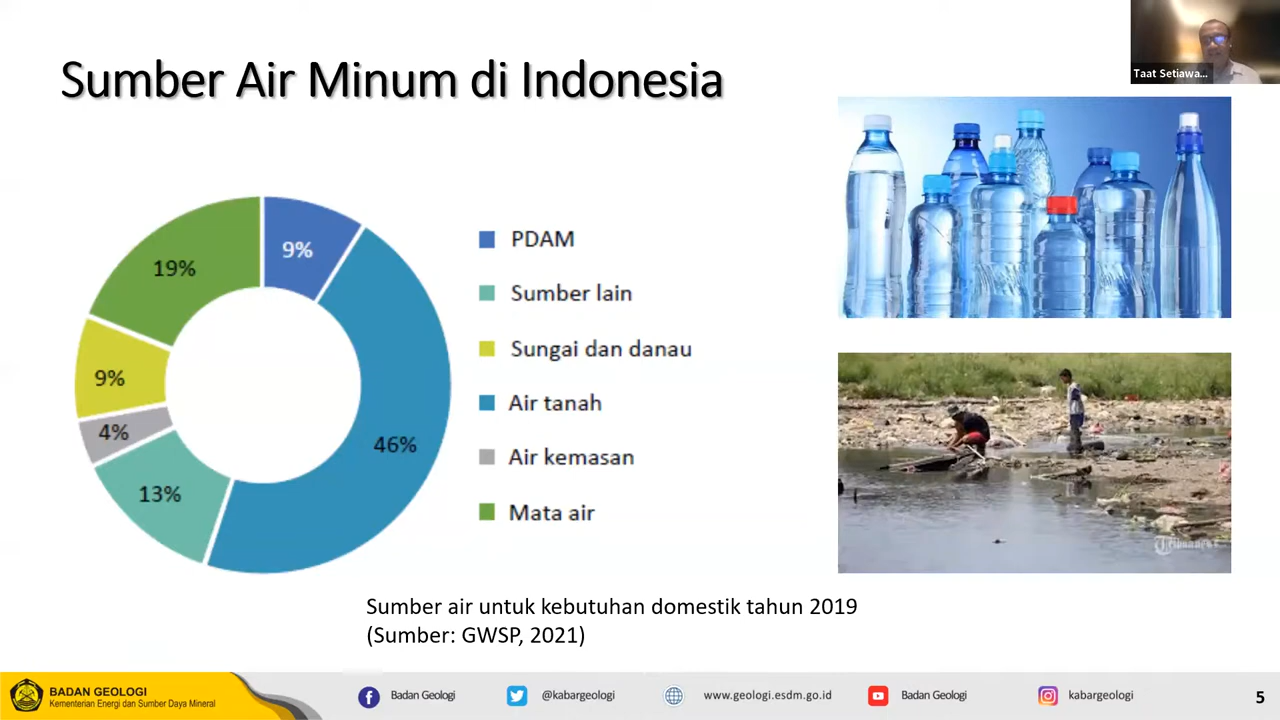 Taat Setiawa...
Sumber Air Minum di Indonesia
9%
46%
13%
4%
9%
19%
PDAM
Sumber lain
Sungai dan danau
Air tanah
Air kemasan
Mata air
Sumber air untuk kebutuhan domestik tahun 2019
(Sumber: GWSP, 2021)
BADAN GEOLOGI
Kementerian Energi dan Sumber Daya Mineral
Badan Geologi
@kabargeologi
www.geologi.esdm.go.id
Badan Geologi
kabargeologi
5